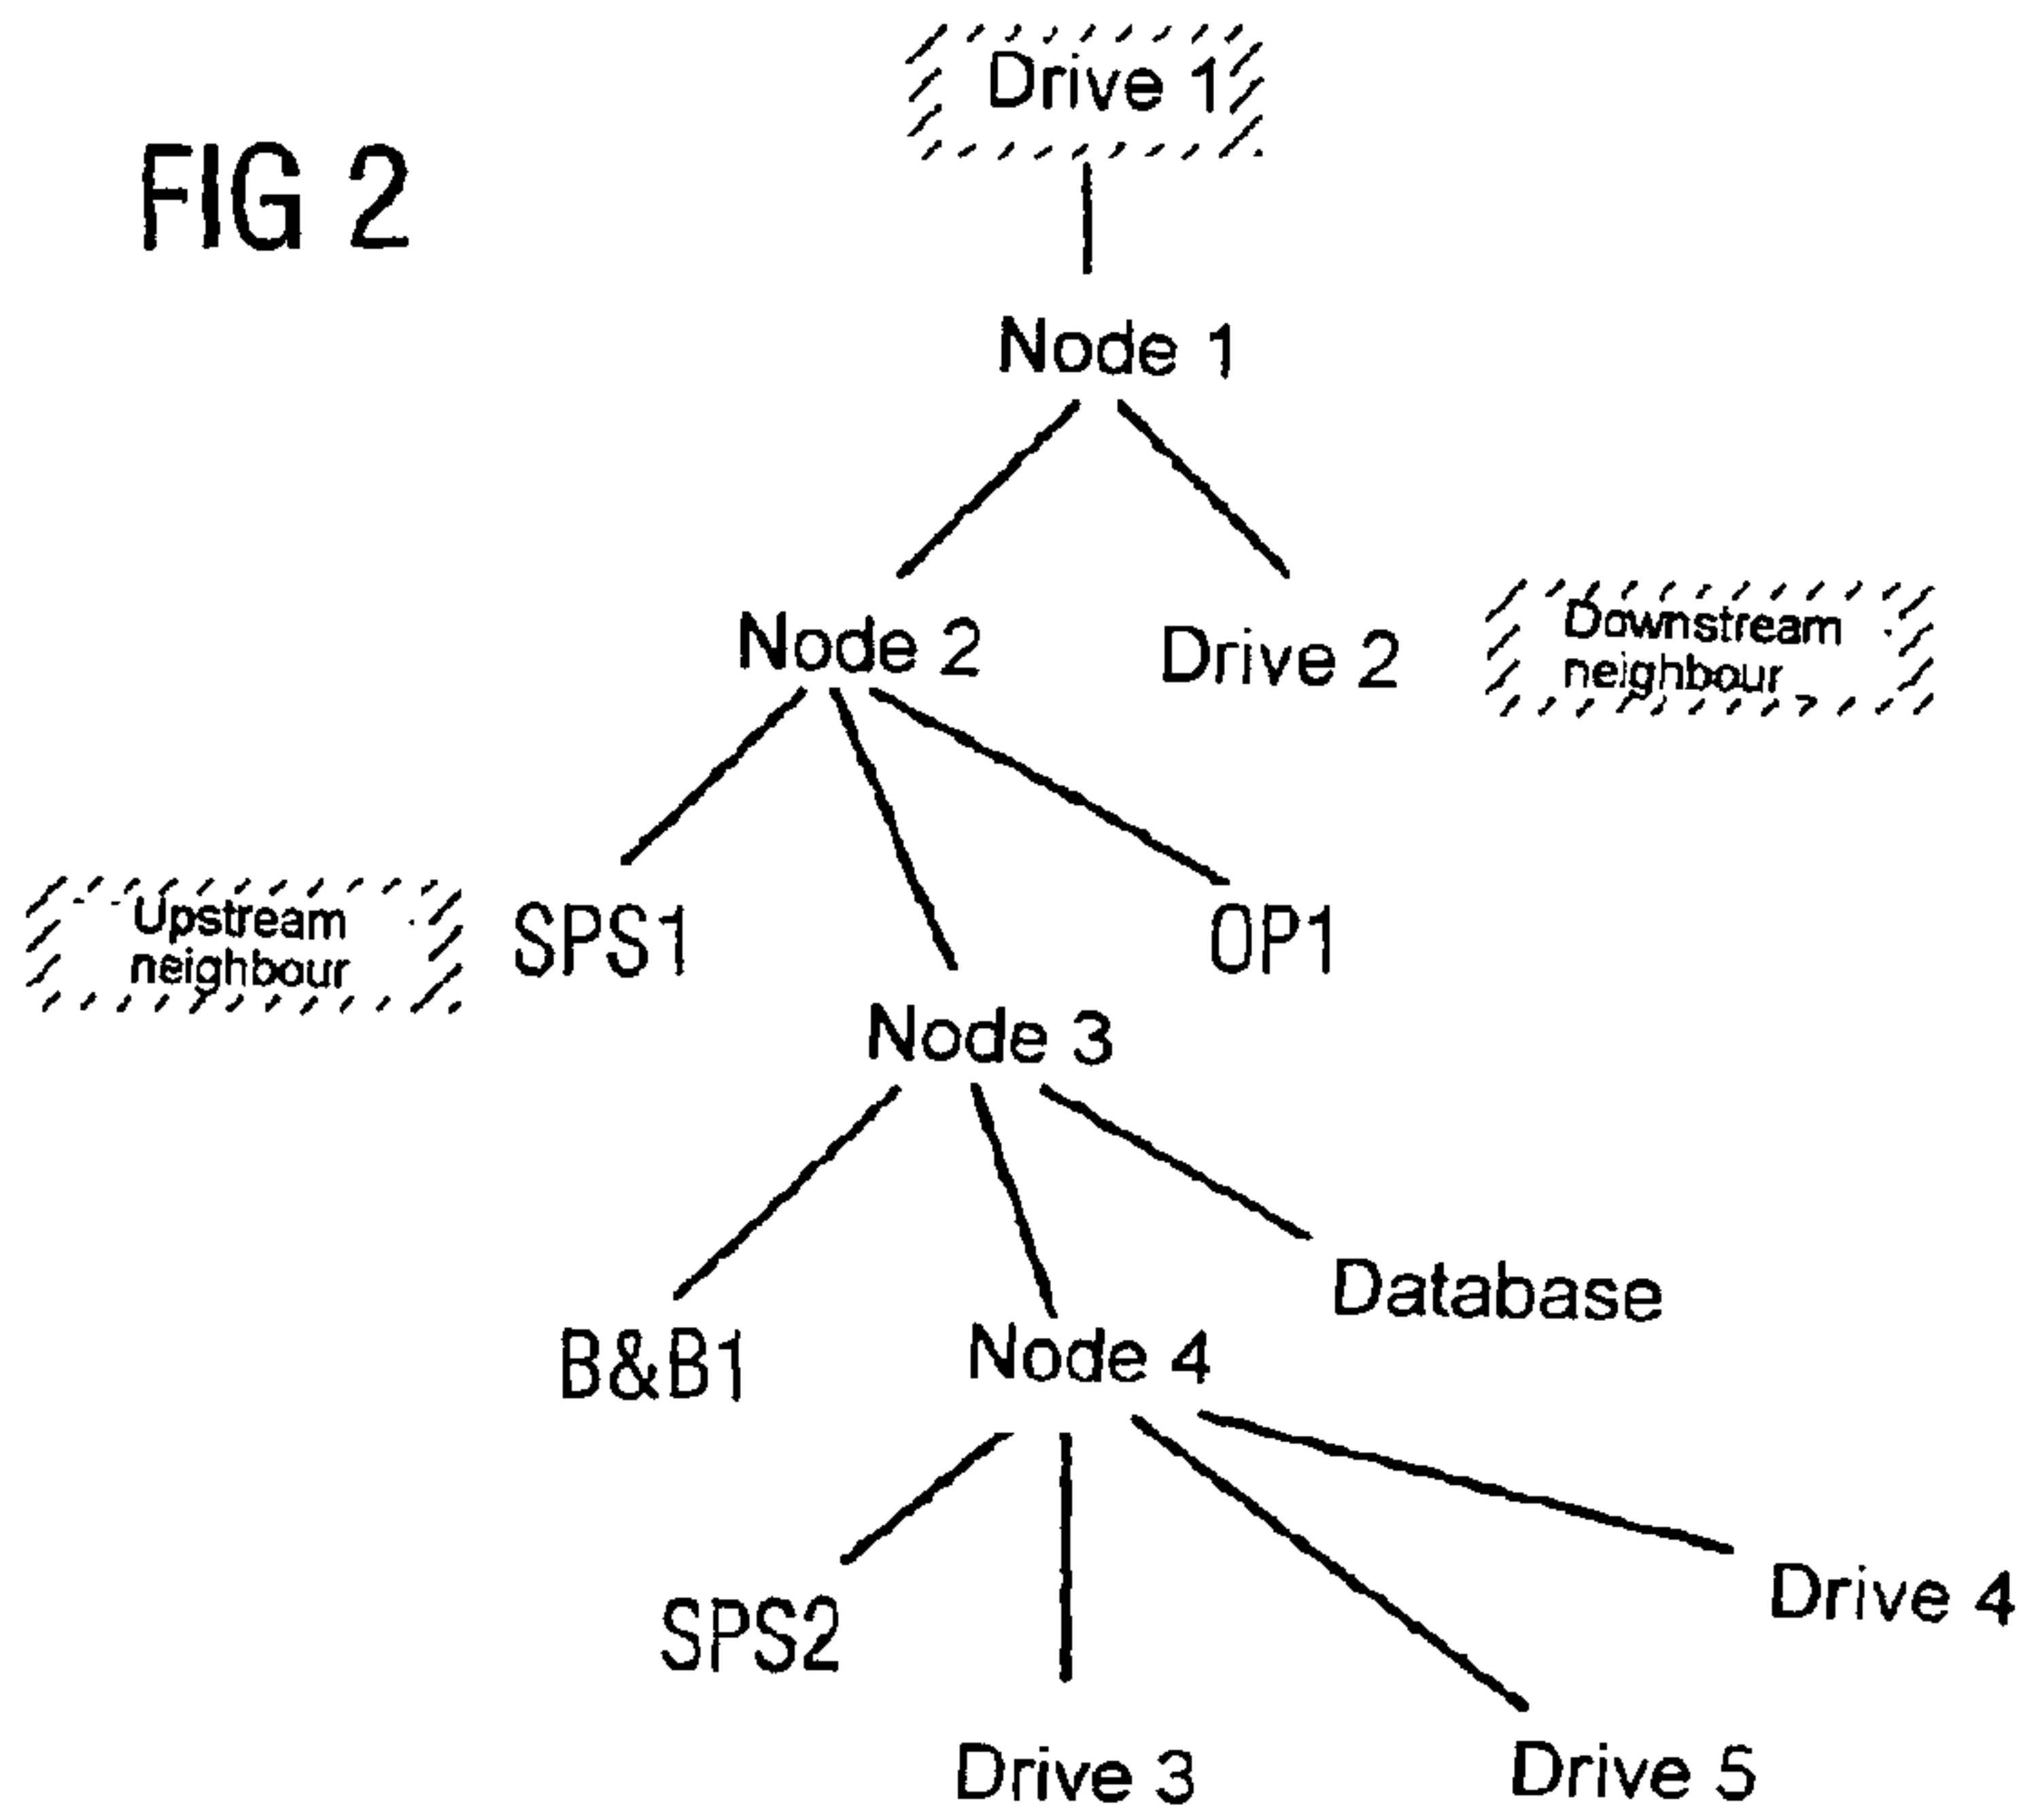 Drive 1
FIG 2
Node 1
Node 2
Drive 2
Downstream
neighbour
Upstream
neighbour
SPS1
OP1
Node 3
Database
B&B1
Node 4
Drive 4
SPS2
Drive 3
Drive 5